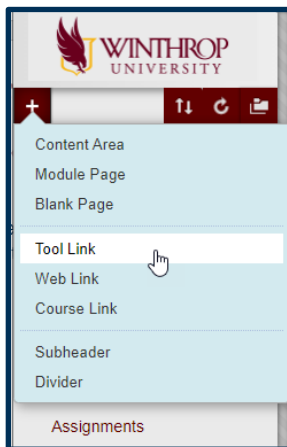 WINTHROP
UNIVERSITY
+
Content Area
Module Page
Blank Page
Tool Link
Web Link
Course Link
Subheader
Divider
Assignments